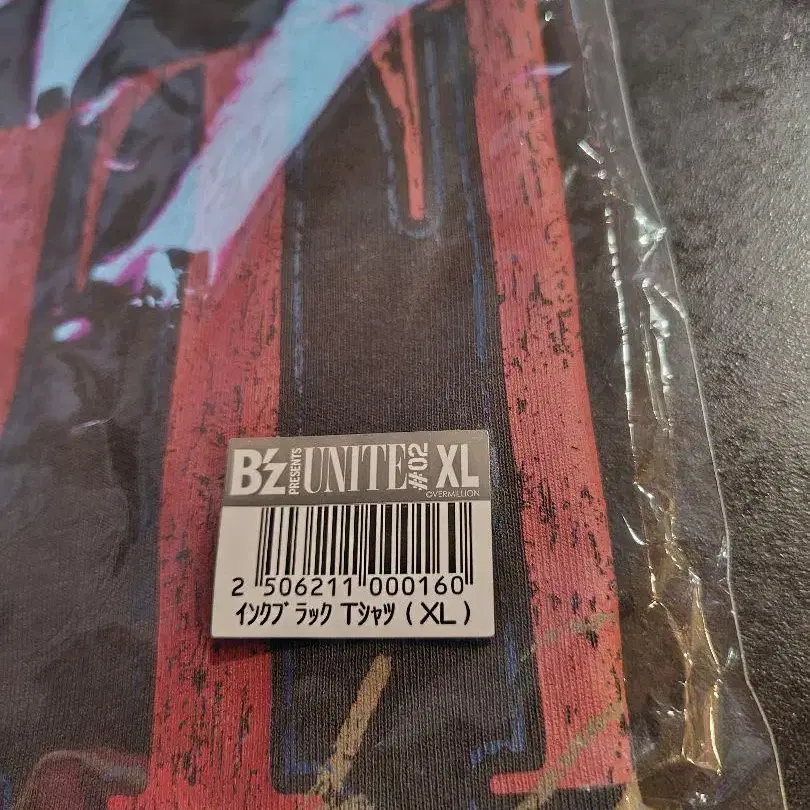 B'z PRESENTS UNITE #02 XL
©VERMILLION
2 506211 000160
ｲﾝｸﾌﾞﾗｯｸ Tｼｬﾂ (XL)